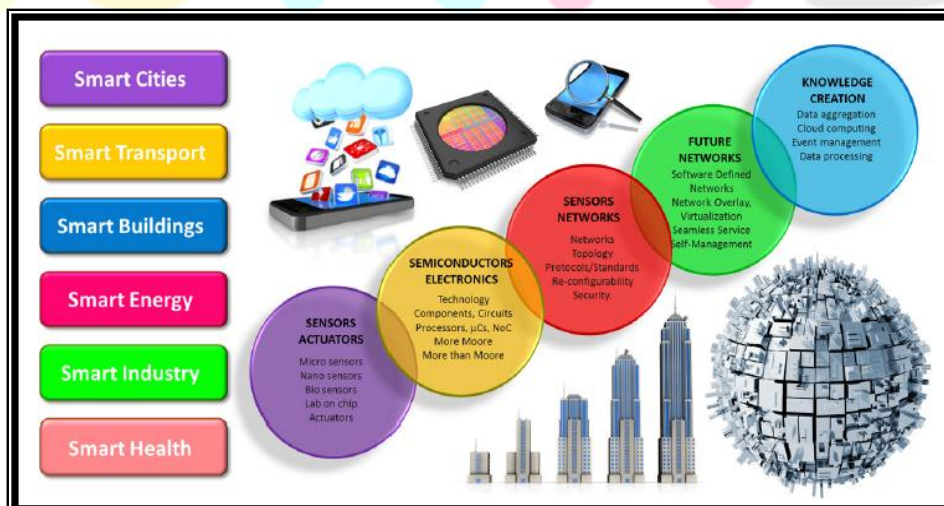 Smart Cities
Smart Transport
Smart Buildings
Smart Energy
Smart Industry
Smart Health
SENSORS
ACTUATORS
Micro sensors
Nano sensors
Bio sensors
Lab on chip
Actuators
SEMICONDUCTORS
ELECTRONICS
Technology
Components, Circuits
Processors, µCs, NoC
More Moore
More than Moore
SENSORS
NETWORKS
Networks
Topology
Protocols/Standards
Re-configurability
Security.
FUTURE
NETWORKS
Software Defined
Networks
Network Overlay,
Virtualization
Seamless Service
Self-Management
KNOWLEDGE
CREATION
Data aggregation
Cloud computing
Event management
Data processing